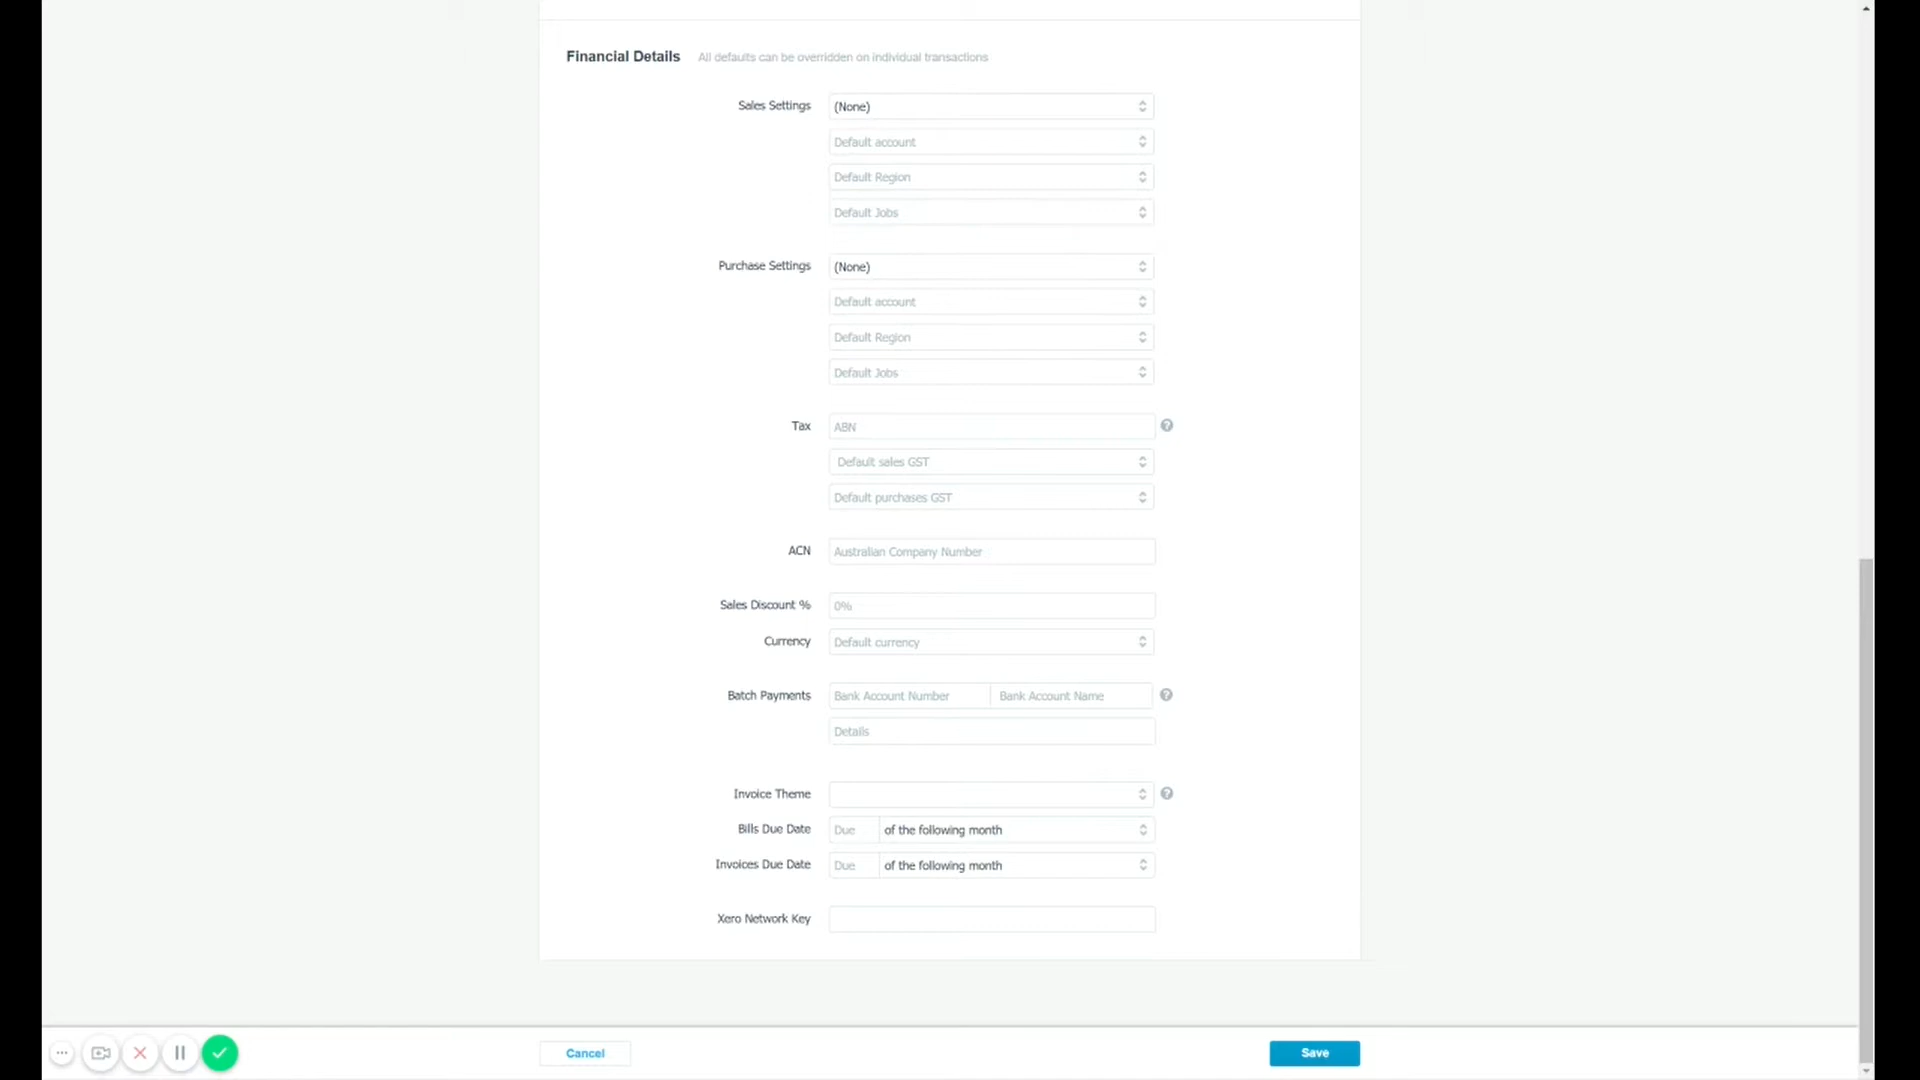 Financial Details All defaults can be overridden on individual transactions
Sales Settings (None)
Default account
Default Region
Default Jobs
Purchase Settings (None)
Default account
Default Region
Default Jobs
Tax ABN
Default sales GST
Default purchases GST
ACN Australian Company Number
Sales Discount % 0%
Currency Default currency
Batch Payments Bank Account Number Bank Account Name
Details
Invoice Theme
Bills Due Date Due of the following month
Invoices Due Date Due of the following month
Xero Network Key
Cancel Save